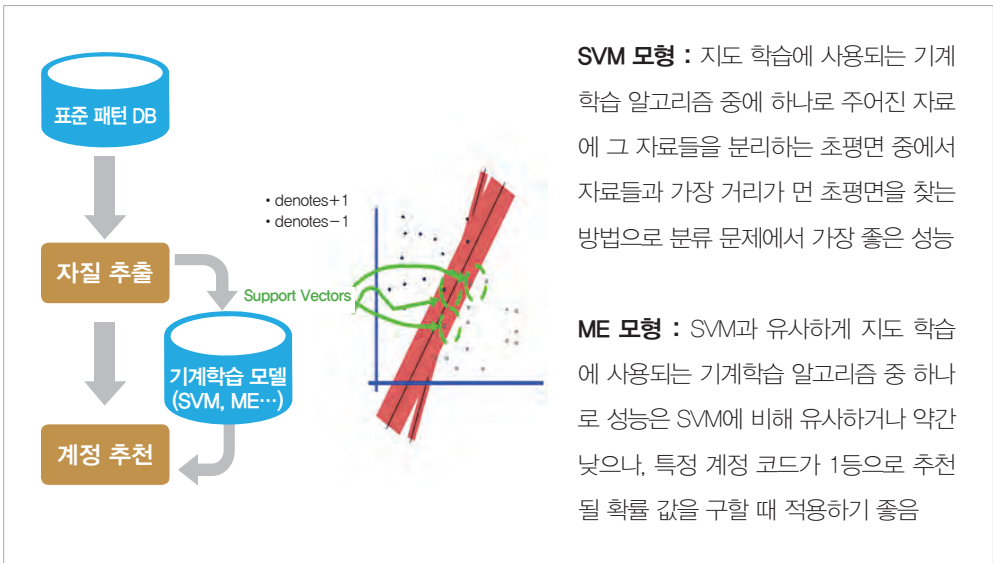 표준 패턴 DB
자질 추출
기계학습 모델
(SVM, ME…)
계정 추천
• denotes+1
• denotes−1
Support Vectors
SVM 모형 : 지도 학습에 사용되는 기계
학습 알고리즘 중에 하나로 주어진 자료
에 그 자료들을 분리하는 초평면 중에서
자료들과 가장 거리가 먼 초평면을 찾는
방법으로 분류 문제에서 가장 좋은 성능
ME 모형 : SVM과 유사하게 지도 학습
에 사용되는 기계학습 알고리즘 중 하나
로 성능은 SVM에 비해 유사하거나 약간
낮으나, 특정 계정 코드가 1등으로 추천
될 확률 값을 구할 때 적용하기 좋음